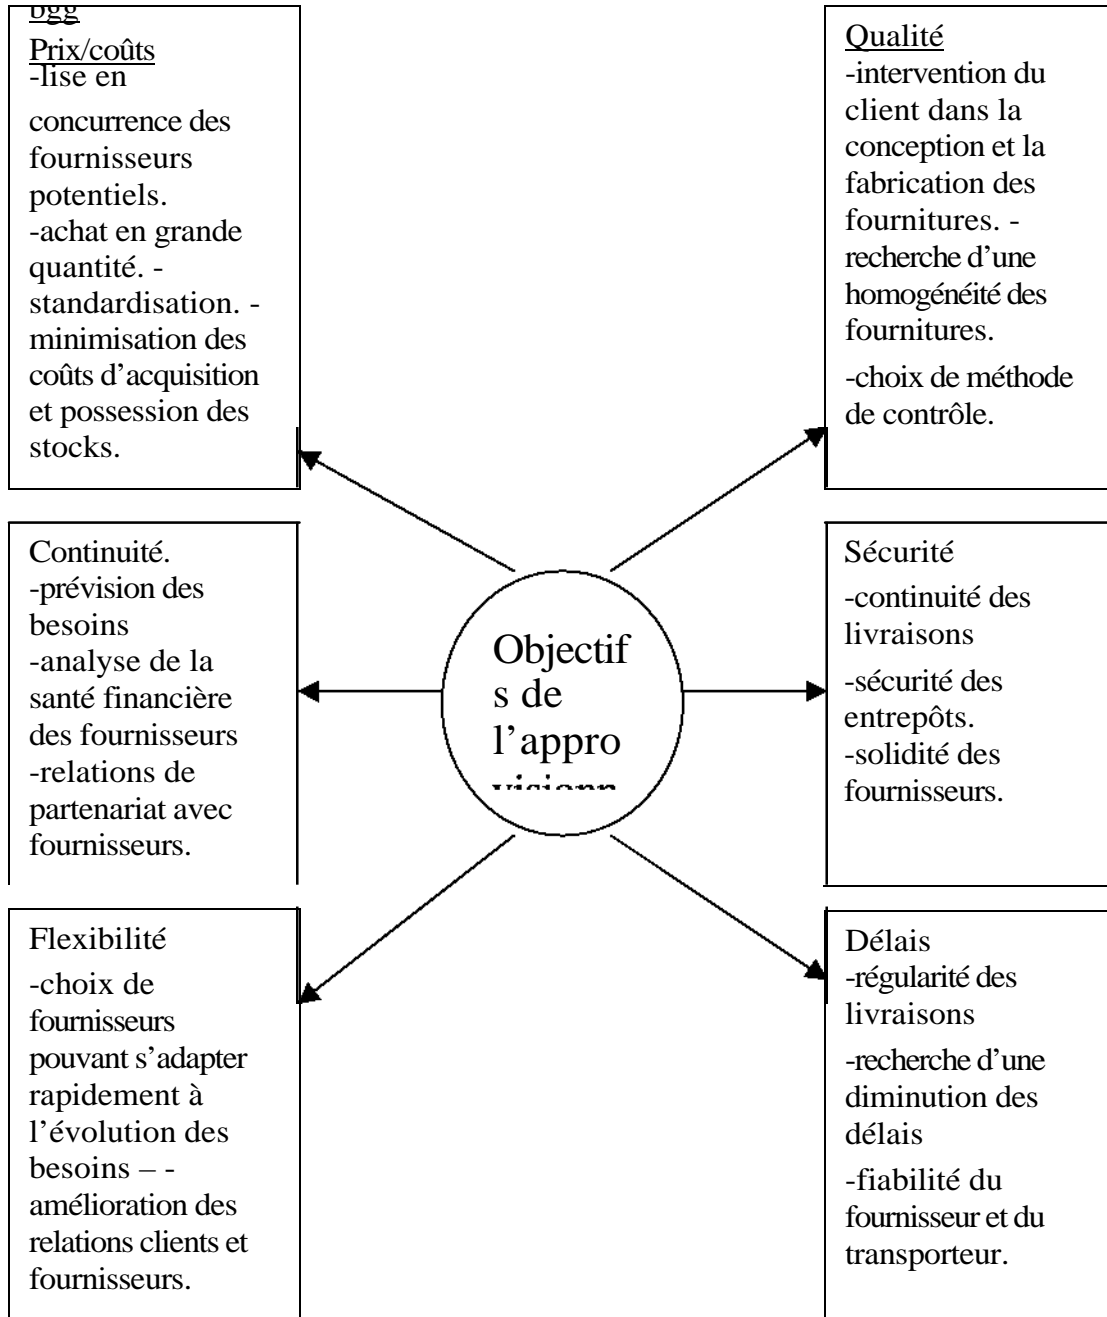 bgg
Prix/coûts
-lise en
concurrence des
fournisseurs
potentiels.
-achat en grande
quantité. -
standardisation. -
minimisation des
coûts d’acquisition
et possession des
stocks.
Qualité
-intervention du
client dans la
conception et la
fabrication des
fournitures. -
recherche d’une
homogénéité des
fournitures.
-choix de méthode
de contrôle.
Continuité.
-prévision des
besoins
-analyse de la
santé financière
des fournisseurs
-relations de
partenariat avec
fournisseurs.
Objectif
s de
l’appro
visionn
Sécurité
-continuité des
livraisons
-sécurité des
entrepôts.
-solidité des
fournisseurs.
Flexibilité
-choix de
fournisseurs
pouvant s’adapter
rapidement à
l’évolution des
besoins – -
amélioration des
relations clients et
fournisseurs.
Délais
-régularité des
livraisons
-recherche d’une
diminution des
délais
-fiabilité du
fournisseur et du
transporteur.